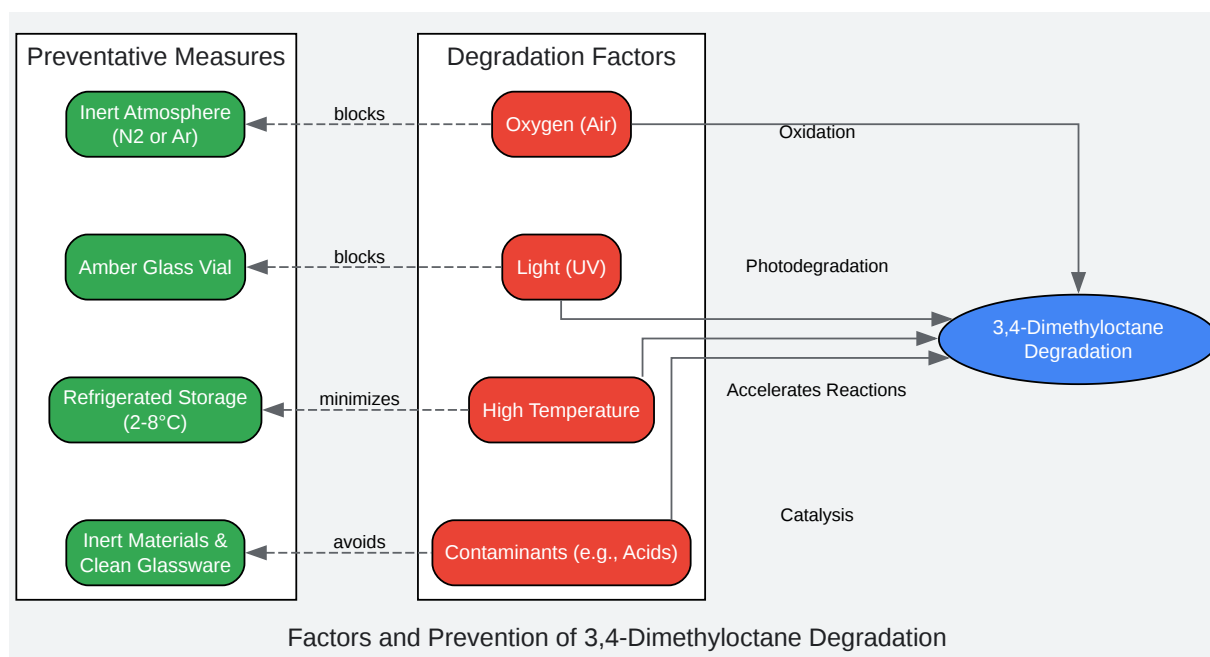 Preventative Measures
Degradation Factors
Inert Atmosphere
(N2 or Ar)
blocks
Oxygen (Air)
Oxidation
Amber Glass Vial
blocks
Light (UV)
Photodegradation
3,4-Dimethyloctane
Degradation
Refrigerated Storage
(2-8°C)
minimizes
High Temperature
Accelerates Reactions
Inert Materials &
Clean Glassware
avoids
Contaminants (e.g., Acids)
Catalysis
Factors and Prevention of 3,4-Dimethyloctane Degradation